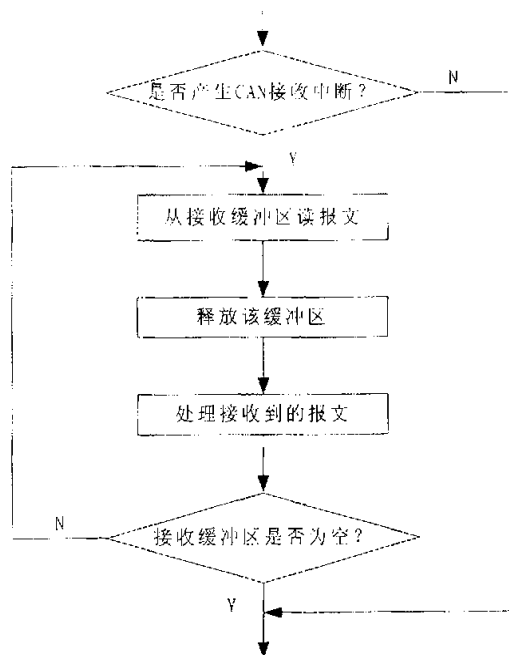 是否产生CAN接收中断？
N
Y
从接收缓冲区读报文
释放该缓冲区
处理接收到的报文
N
接收缓冲区是否为空？
Y